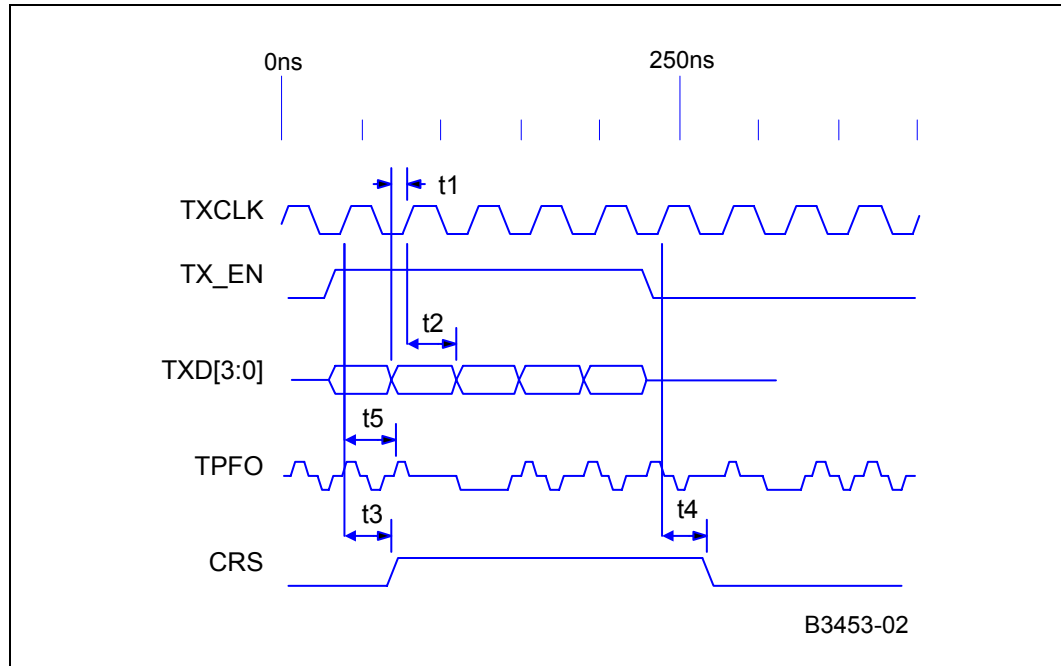 0ns 250ns
t1
TXCLK
TX_EN
t2
TXD[3:0]
t5
TPFO
t3 t4
CRS
B3453-02